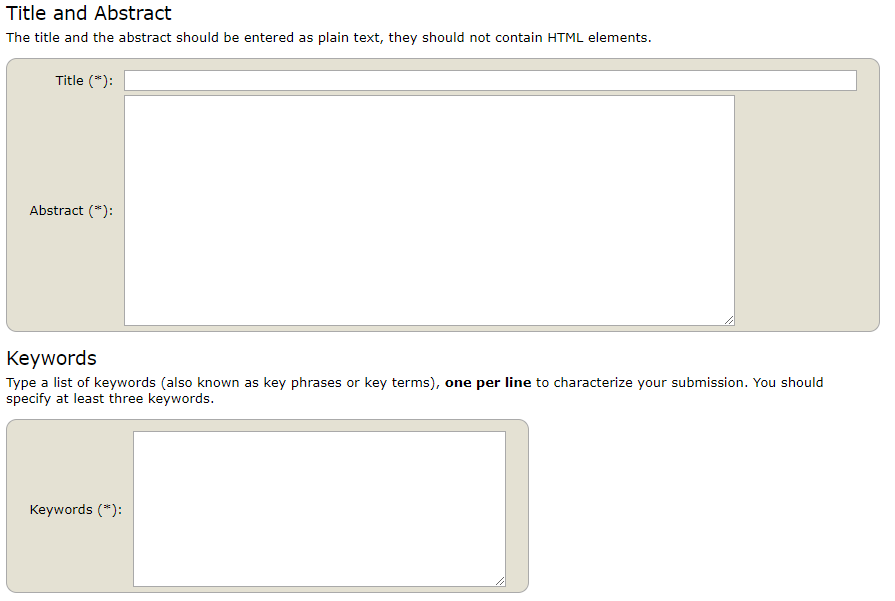 Title and Abstract
The title and the abstract should be entered as plain text, they should not contain HTML elements.
Title (*):
Abstract (*):
Keywords
Type a list of keywords (also known as key phrases or key terms), one per line to characterize your submission. You should
specify at least three keywords.
Keywords (*):